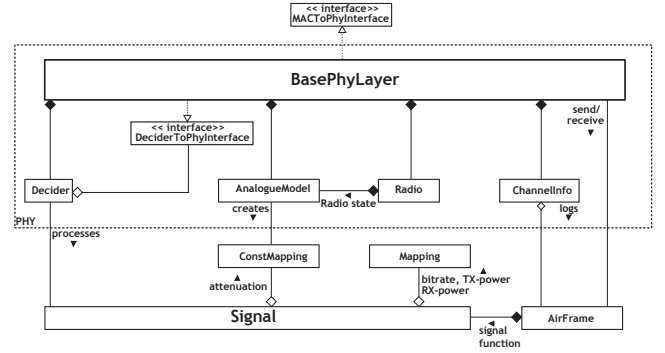 << interface>>
MACToPhyInterface
BasePhyLayer
<< interface>>
DeciderToPhyInterface
send/
receive
Decider
AnalogueModel
Radio
ChannelInfo
creates
Radio state
logs
PHY
processes
ConstMapping
Mapping
attenuation
bitrate, TX-power
RX-power
Signal
AirFrame
signal
function